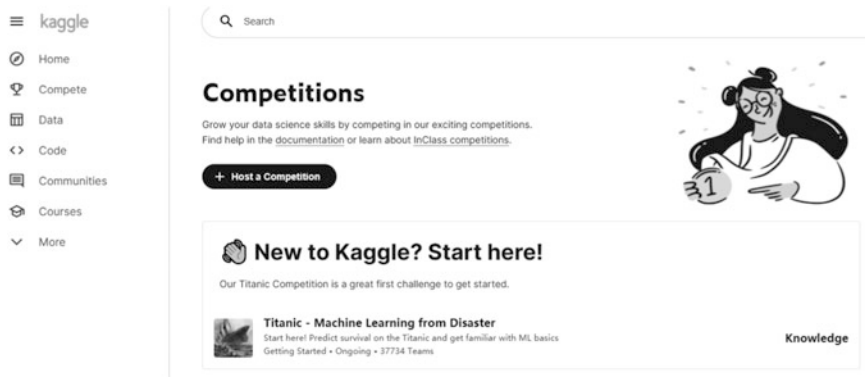 kaggle
Home
Compete
Data
Code
Communities
Courses
More
Search
Competitions
Grow your data science skills by competing in our exciting competitions.
Find help in the documentation or learn about InClass competitions.
+ Host a Competition
1
New to Kaggle? Start here!
Our Titanic Competition is a great first challenge to get started.
Titanic - Machine Learning from Disaster
Start here! Predict survival on the Titanic and get familiar with ML basics
Getting Started • Ongoing • 37734 Teams
Knowledge